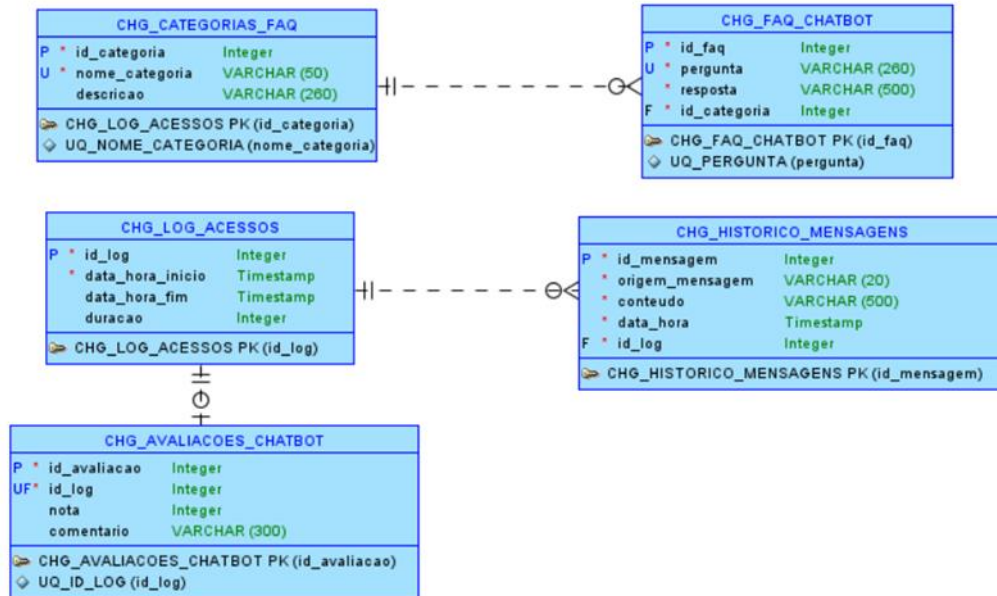 CHG_CATEGORIAS_FAQ
P * id_categoria Integer
U * nome_categoria VARCHAR (50)
descricao VARCHAR (260)
CHG_LOG_ACESSOS PK (id_categoria)
UQ_NOME_CATEGORIA (nome_categoria)
CHG_FAQ_CHATBOT
P * id_faq Integer
U * pergunta VARCHAR (260)
* resposta VARCHAR (500)
F * id_categoria Integer
CHG_FAQ_CHATBOT PK (id_faq)
UQ_PERGUNTA (pergunta)
CHG_LOG_ACESSOS
P * id_log Integer
* data_hora_inicio Timestamp
data_hora_fim Timestamp
duracao Integer
CHG_LOG_ACESSOS PK (id_log)
CHG_HISTORICO_MENSAGENS
P * id_mensagem Integer
* origem_mensagem VARCHAR (20)
* conteudo VARCHAR (500)
* data_hora Timestamp
F * id_log Integer
CHG_HISTORICO_MENSAGENS PK (id_mensagem)
CHG_AVALIACOES_CHATBOT
P * id_avaliacao Integer
UF * id_log Integer
nota Integer
comentario VARCHAR (300)
CHG_AVALIACOES_CHATBOT PK (id_avaliacao)
UQ_ID_LOG (id_log)